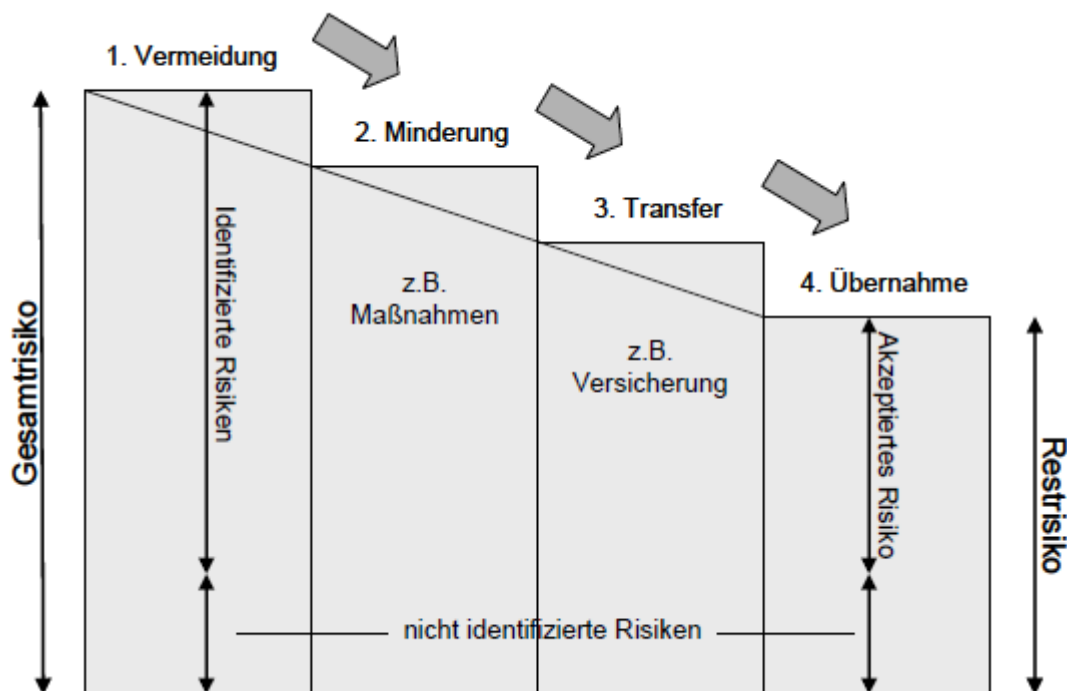 1. Vermeidung
2. Minderung
3. Transfer
4. Übernahme
Gesamtrisiko
Identifizierte Risiken
z.B.
Maßnahmen
z.B.
Versicherung
Akzeptiertes Risiko
Restrisiko
nicht identifizierte Risiken